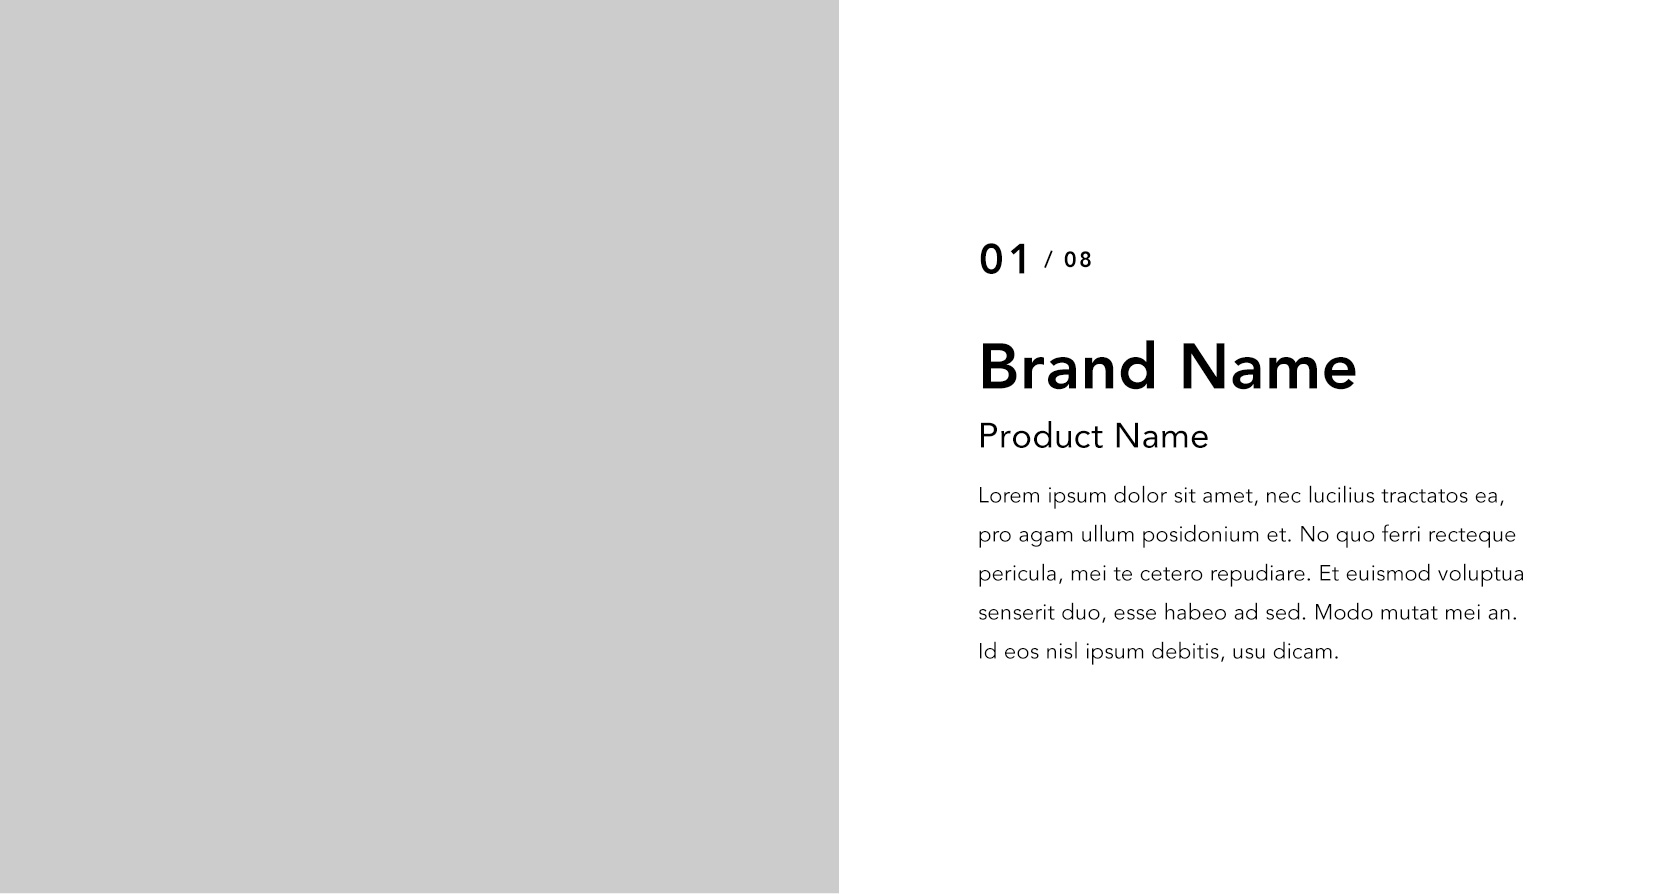 01 / 08
Brand Name
Product Name
Lorem ipsum dolor sit amet, nec lucilius tractatos ea,
pro agam ullum posidonium et. No quo ferri recteque
pericula, mei te cetero repudiare. Et euismod voluptua
senserit duo, esse habeo ad sed. Modo mutat mei an.
Id eos nisl ipsum debitis, usu dicam.